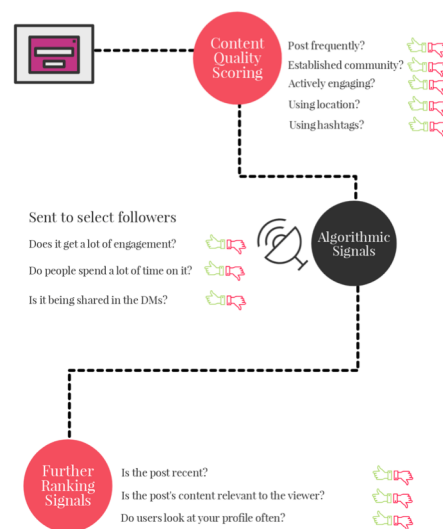 Content
Quality
Scoring
Post frequently?
Established community?
Actively engaging?
Using location?
Using hashtags?
Sent to select followers
Does it get a lot of engagement?
Do people spend a lot of time on it?
Is it being shared in the DMs?
Algorithmic
Signals
Further
Ranking
Signals
Is the post recent?
Is the post's content relevant to the viewer?
Do users look at your profile often?